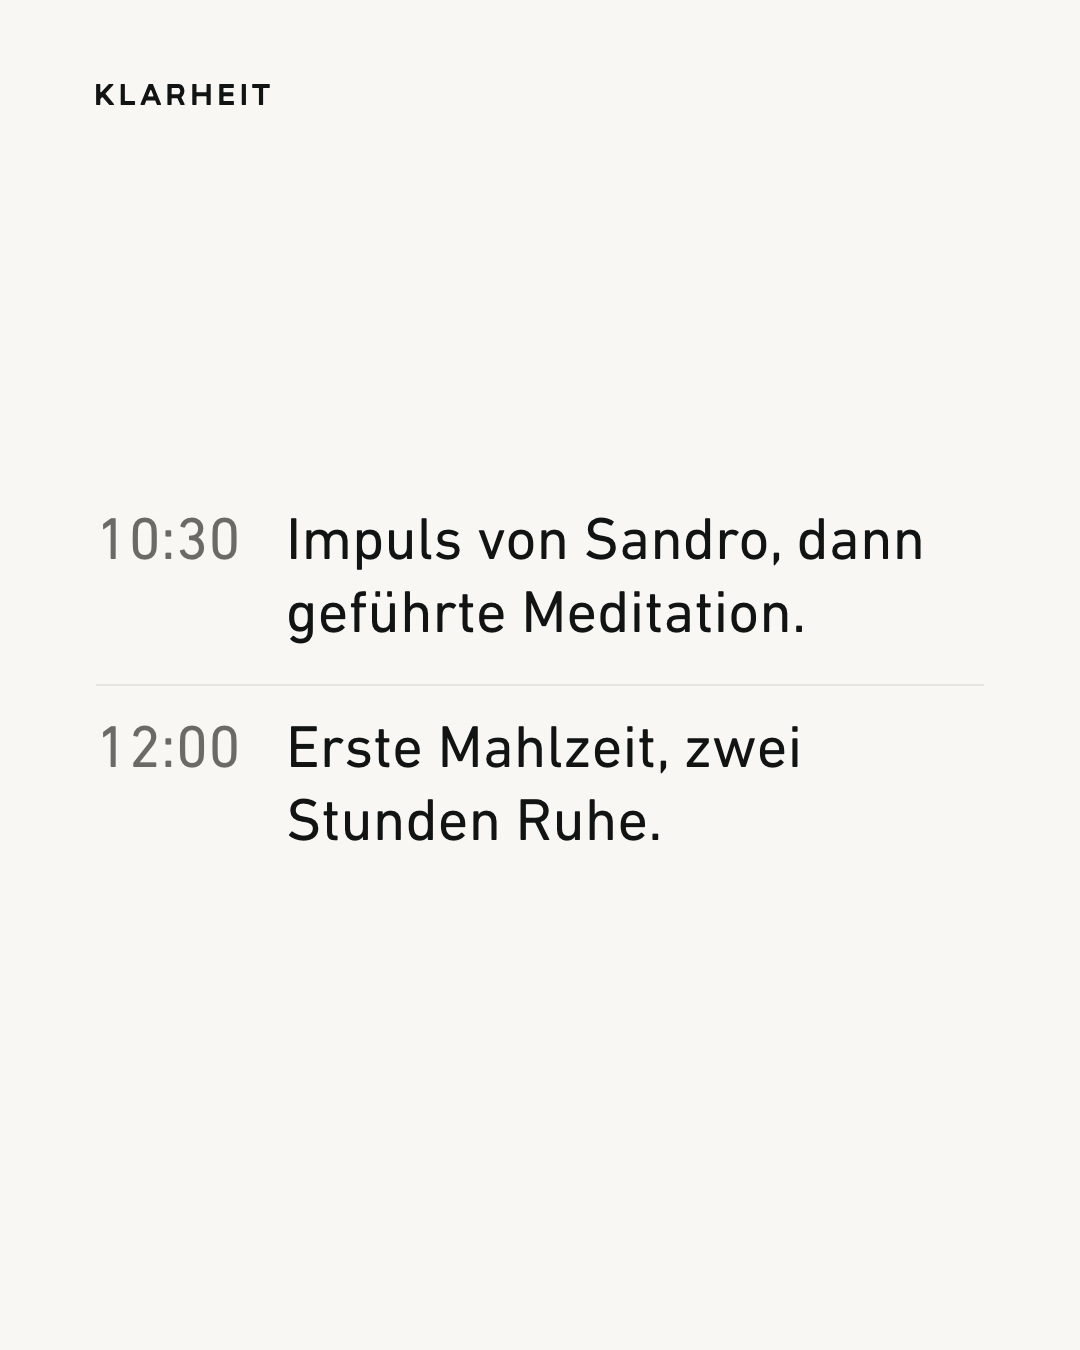 KLARHEIT
10:30 Impuls von Sandro, dann
geführte Meditation.
12:00 Erste Mahlzeit, zwei
Stunden Ruhe.